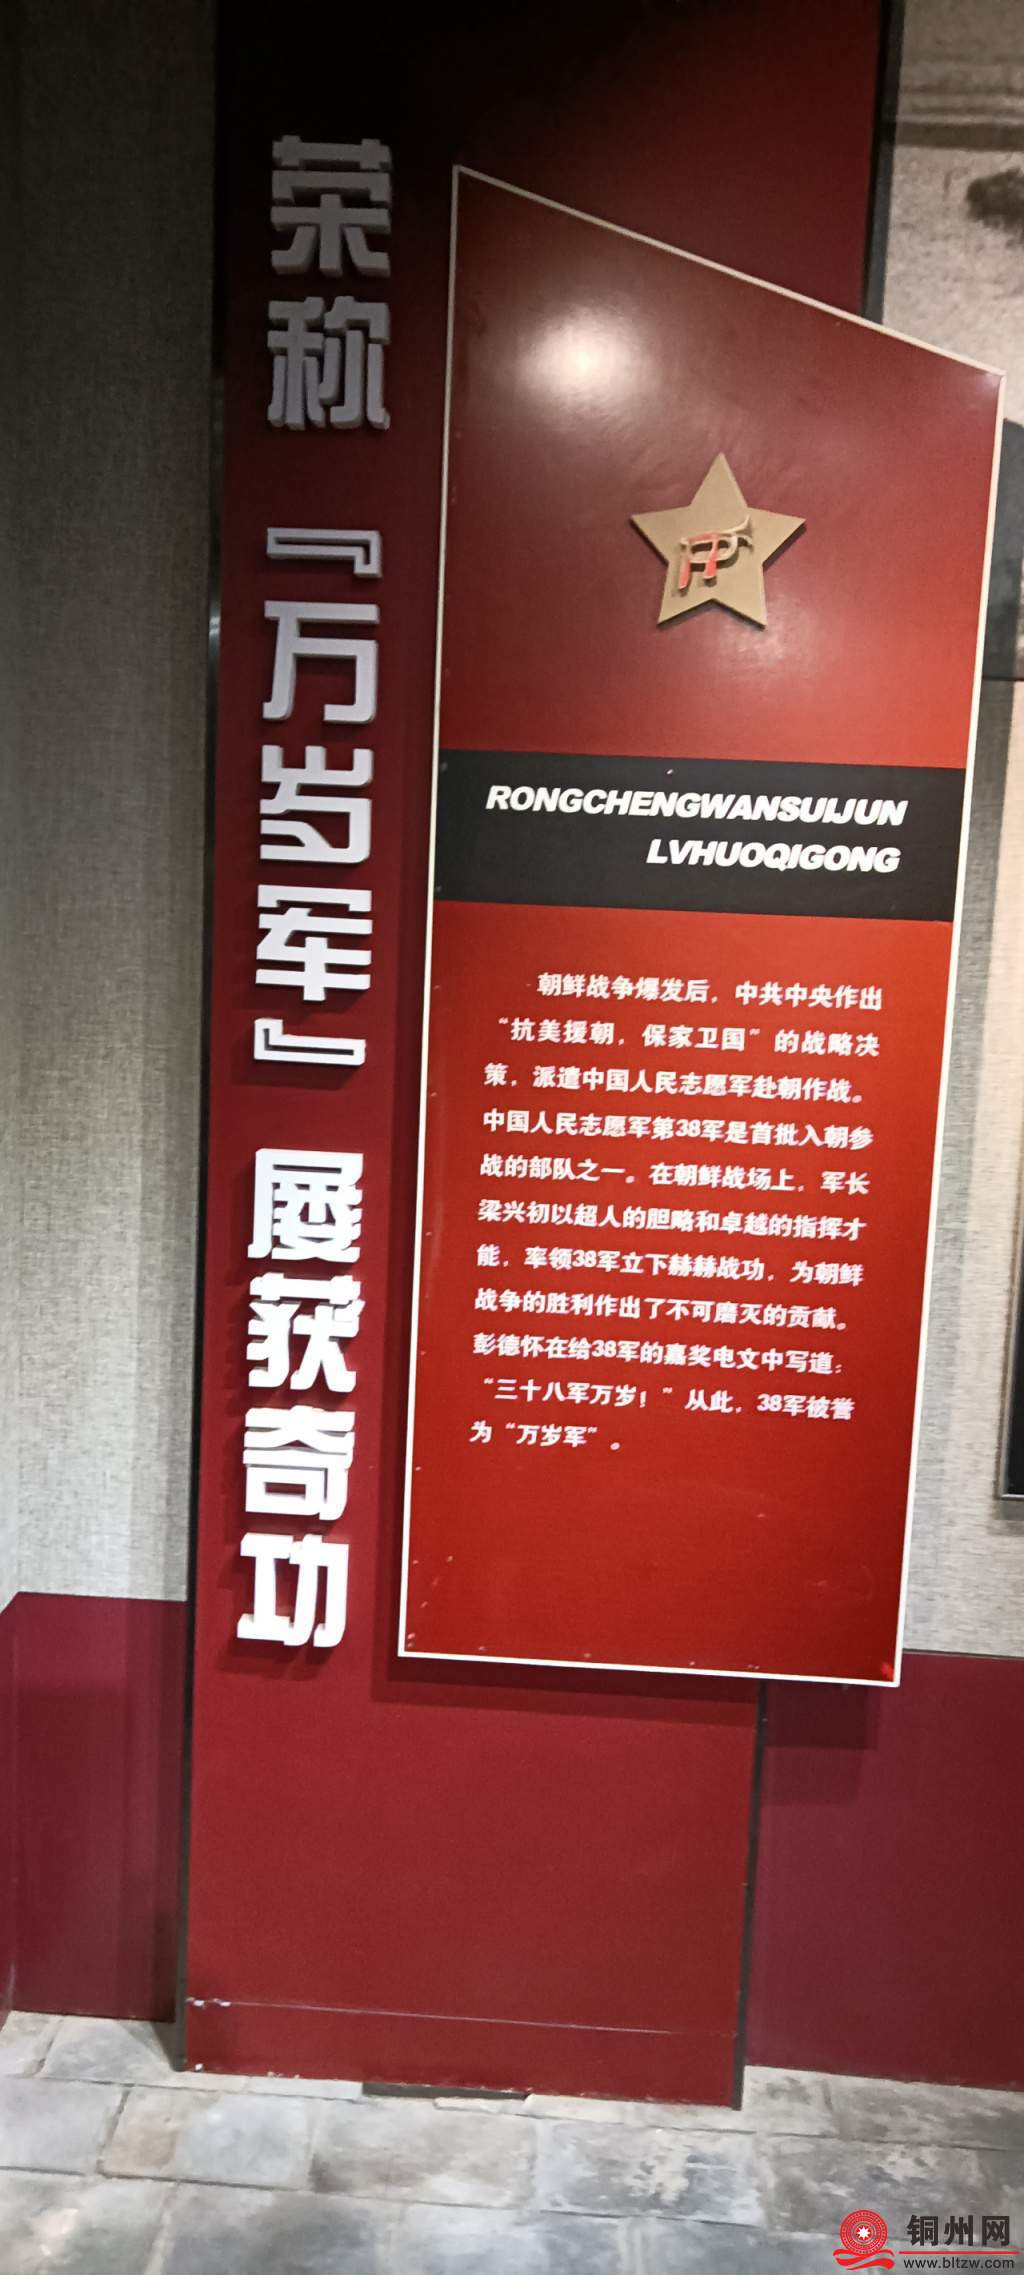 荣称『万岁军』屡获奇功
RONGCHENGWANSUIJUN
LVHUOQIGONG
朝鲜战争爆发后，中共中央作出
“抗美援朝，保家卫国”的战略决
策，派遣中国人民志愿军赴朝作战。
中国人民志愿军第38军是首批入朝参
战的部队之一。在朝鲜战场上，军长
梁兴初以超人的胆略和卓越的指挥才
能，率领38军立下赫赫战功，为朝鲜
战争的胜利作出了不可磨灭的贡献。
彭德怀在给38军的嘉奖电文中写道：
“三十八军万岁！”从此，38军被誉
为“万岁军”。
铜州网
www.bltzw.com